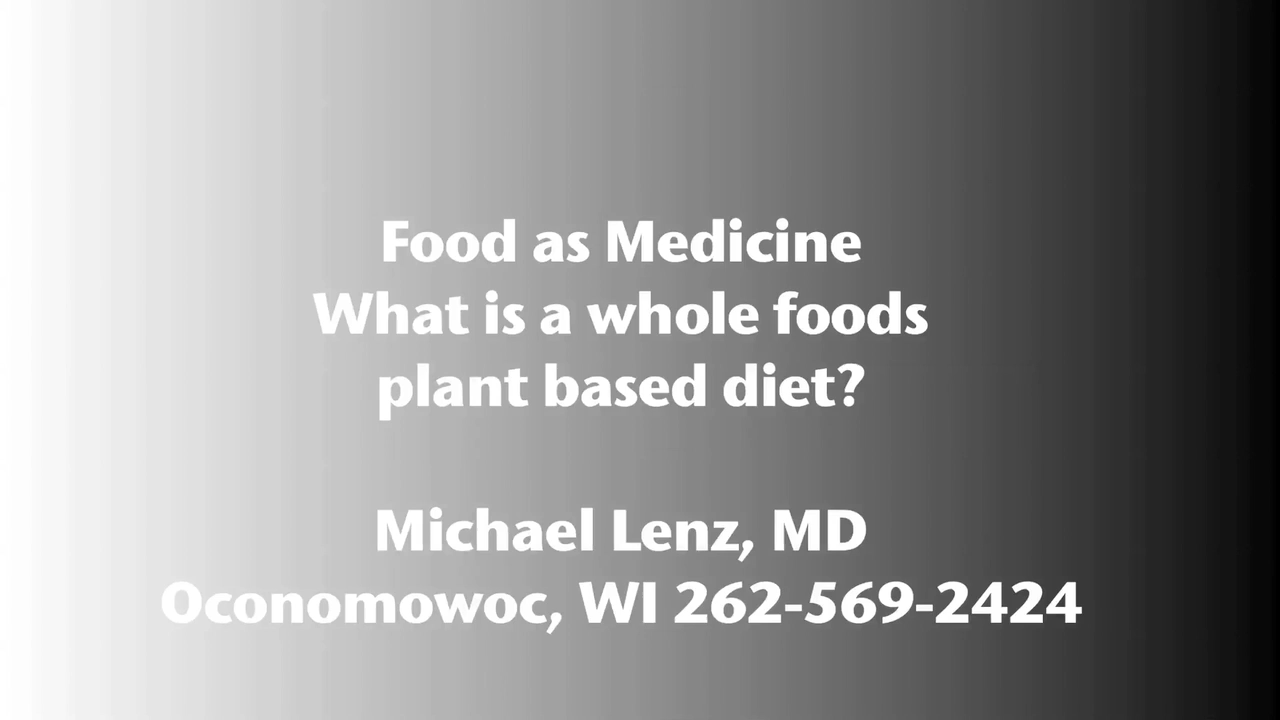 Food as Medicine
What is a whole foods
plant based diet?
Michael Lenz, MD
Oconomowoc, WI 262-569-2424